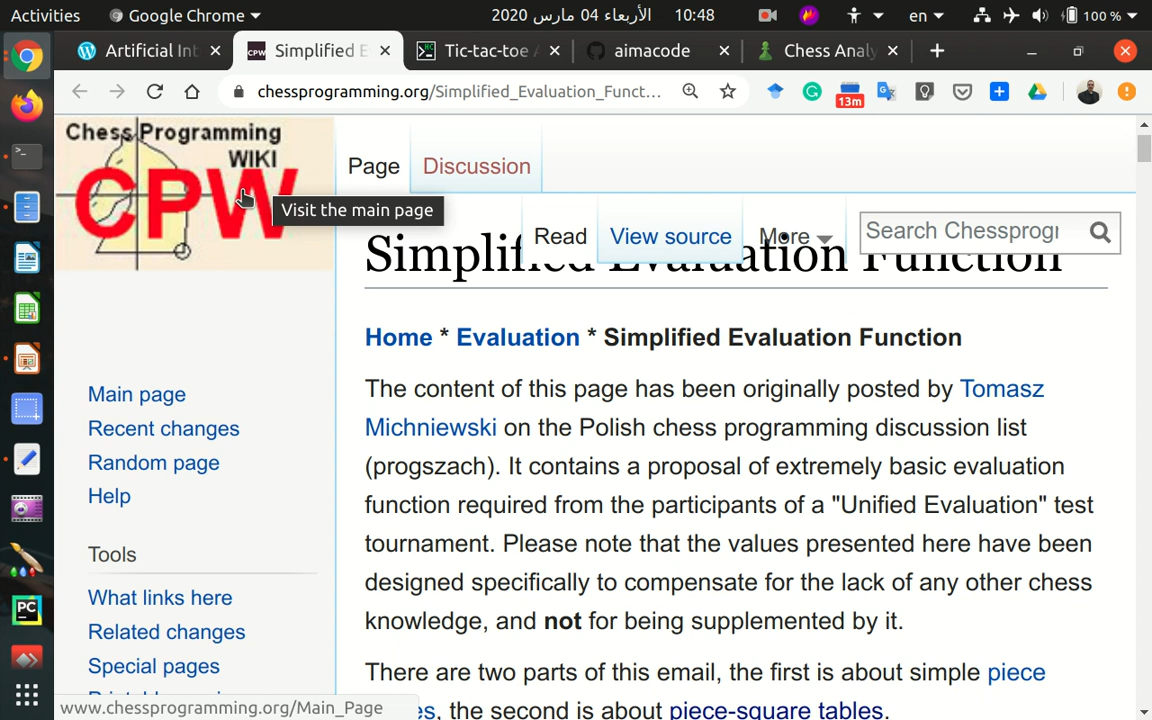 Activities
Google Chrome
الأربعاء 04 مارس 2020
10:48
en
100 %
Artificial Int
Simplified E
Tic-tac-toe A
aimacode
Chess Analy
chessprogramming.org/Simplified_Evaluation_Funct...
13m
Chess Programming
WIKI
CPW
Visit the main page
Page
Discussion
Read
View source
More
Search Chessprogr
Simplified Evaluation Function
Home * Evaluation * Simplified Evaluation Function
The content of this page has been originally posted by Tomasz
Michniewski on the Polish chess programming discussion list
(progszach). It contains a proposal of extremely basic evaluation
function required from the participants of a "Unified Evaluation" test
tournament. Please note that the values presented here have been
designed specifically to compensate for the lack of any other chess
knowledge, and not for being supplemented by it.
There are two parts of this email, the first is about simple piece
es, the second is about piece-square tables.
Main page
Recent changes
Random page
Help
Tools
What links here
Related changes
Special pages
www.chessprogramming.org/Main_Page
PC